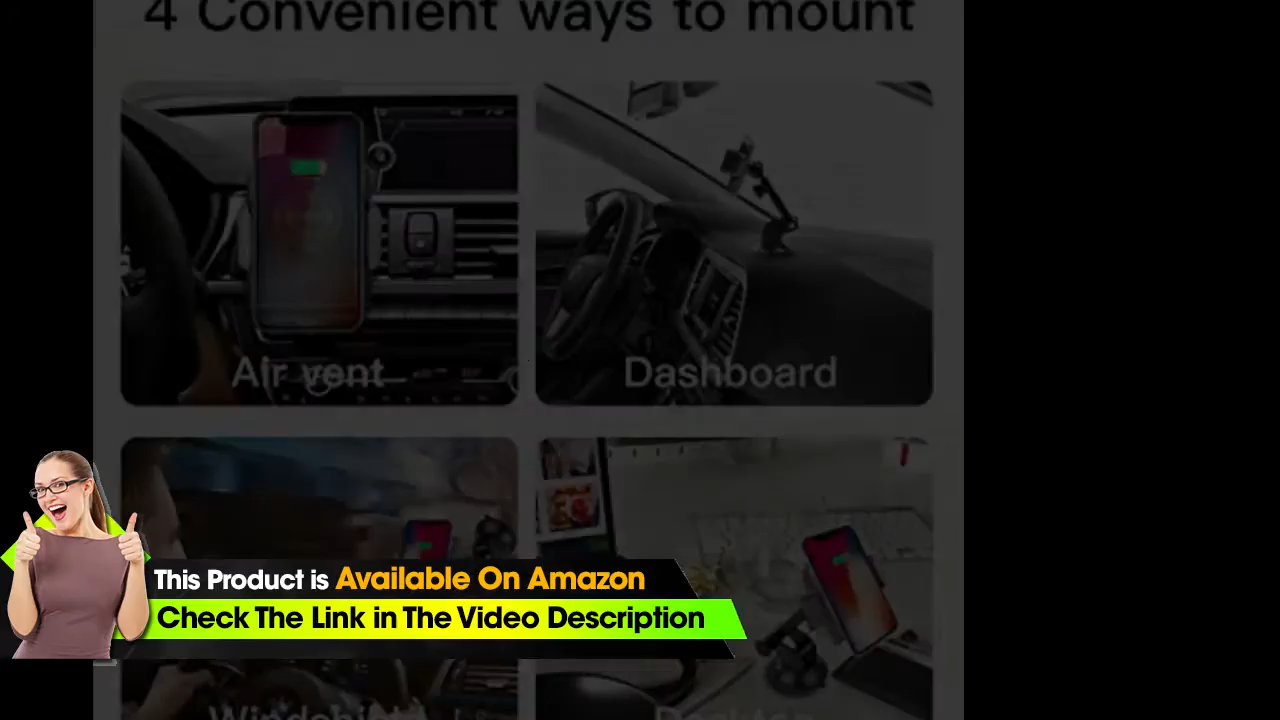 4 Convenient ways to mount
Air vent
Dashboard
This Product is Available On Amazon
Check The Link in The Video Description